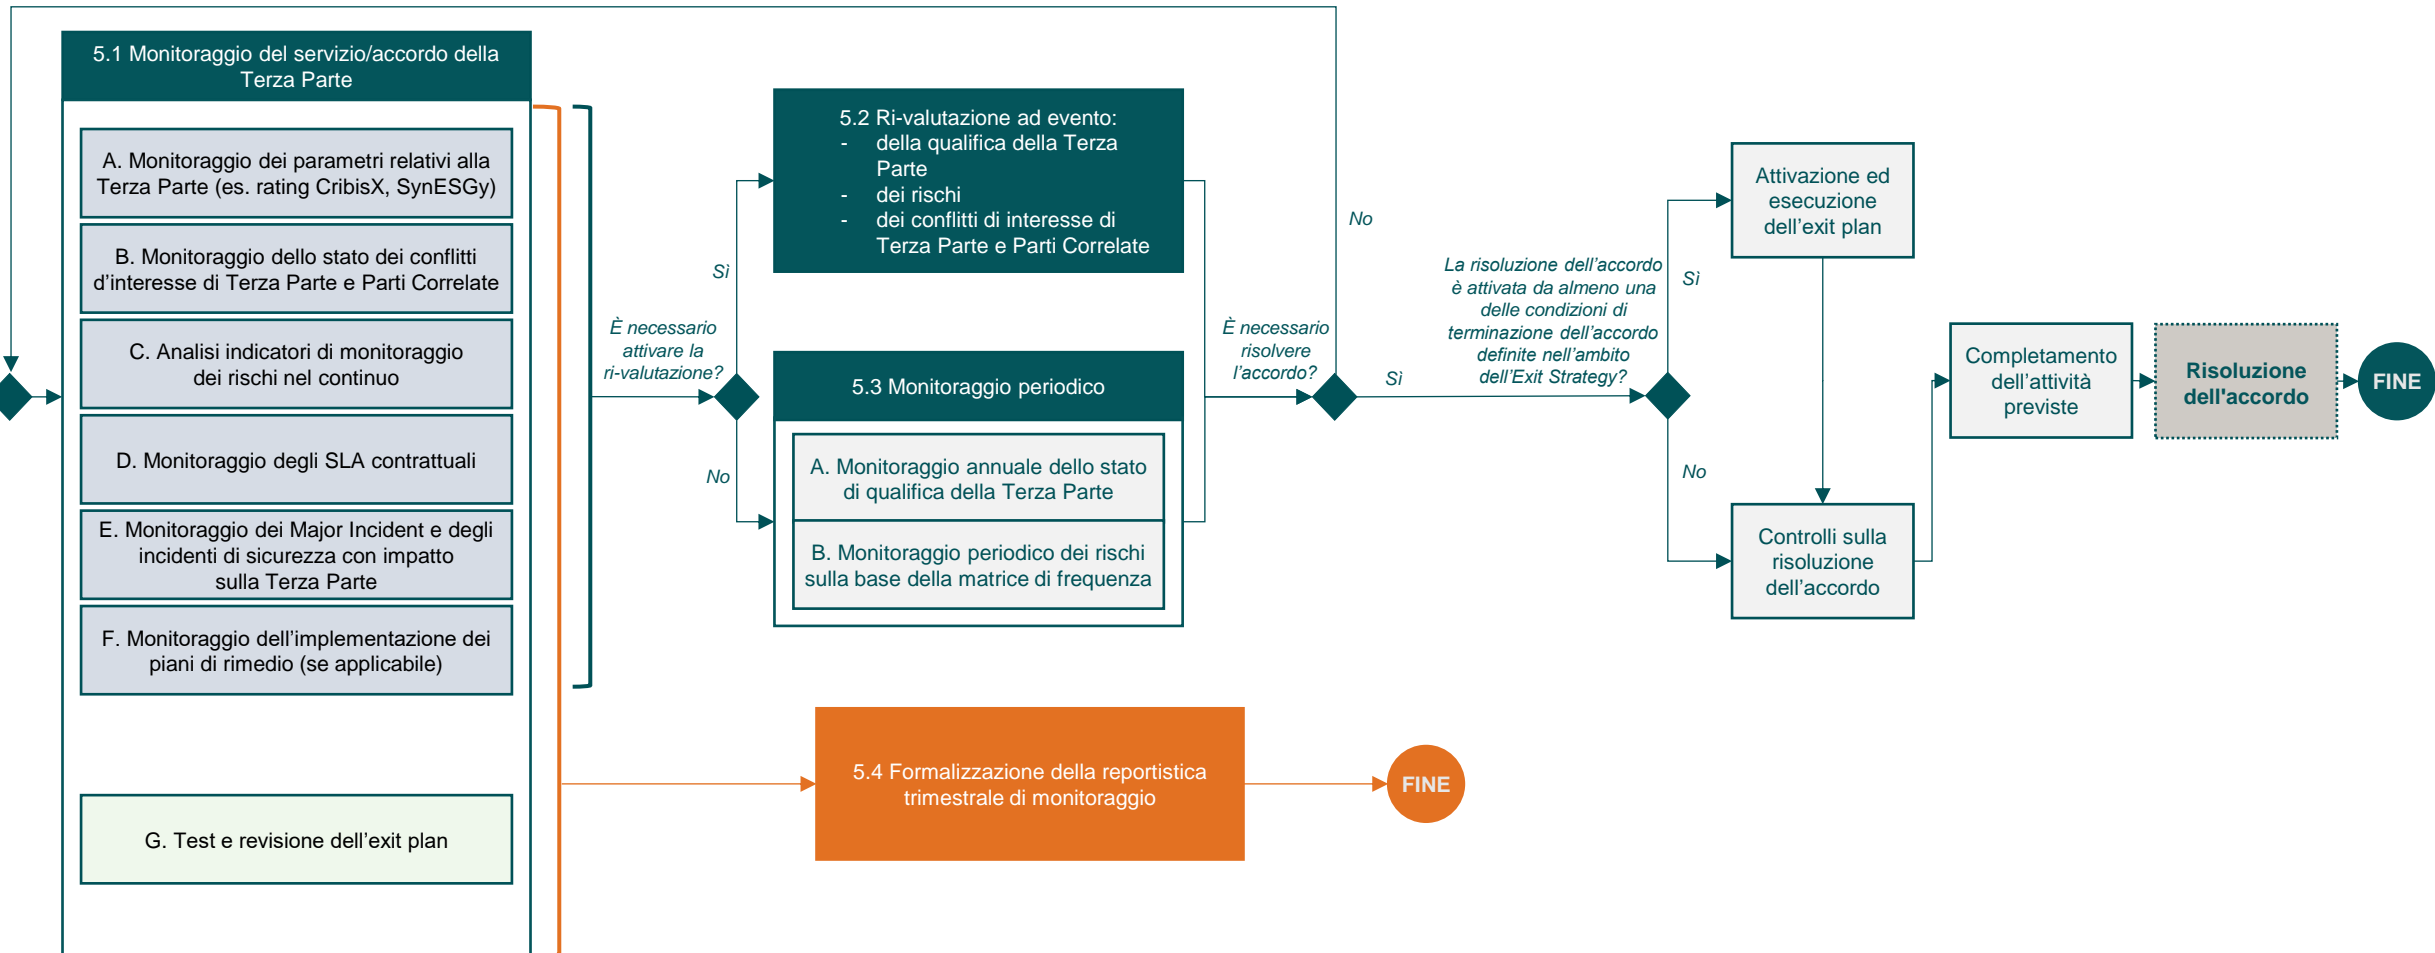 5.1 Monitoraggio del servizio/accordo della
Terza Parte
A. Monitoraggio dei parametri relativi alla
Terza Parte (es. rating CribisX, SynESGy)
B. Monitoraggio dello stato dei conflitti
d'interesse di Terza Parte e Parti Correlate
C. Analisi indicatori di monitoraggio
dei rischi nel continuo
D. Monitoraggio degli SLA contrattuali
E. Monitoraggio dei Major Incident e degli
incidenti di sicurezza con impatto
sulla Terza Parte
F. Monitoraggio dell'implementazione dei
piani di rimedio (se applicabile)
G. Test e revisione dell'exit plan
È necessario
attivare la
ri-valutazione?
Sì
No
5.2 Ri-valutazione ad evento:
- della qualifica della Terza
Parte
- dei rischi
- dei conflitti di interesse di
Terza Parte e Parti Correlate
5.3 Monitoraggio periodico
A. Monitoraggio annuale dello stato
di qualifica della Terza Parte
B. Monitoraggio periodico dei rischi
sulla base della matrice di frequenza
5.4 Formalizzazione della reportistica
trimestrale di monitoraggio
FINE
È necessario
risolvere
l'accordo?
No
Sì
La risoluzione dell'accordo
è attivata da almeno una
delle condizioni di
terminazione dell'accordo
definite nell'ambito
dell'Exit Strategy?
Sì
No
Attivazione ed
esecuzione
dell'exit plan
Controlli sulla
risoluzione
dell'accordo
Completamento
dell'attività
previste
Risoluzione
dell'accordo
FINE